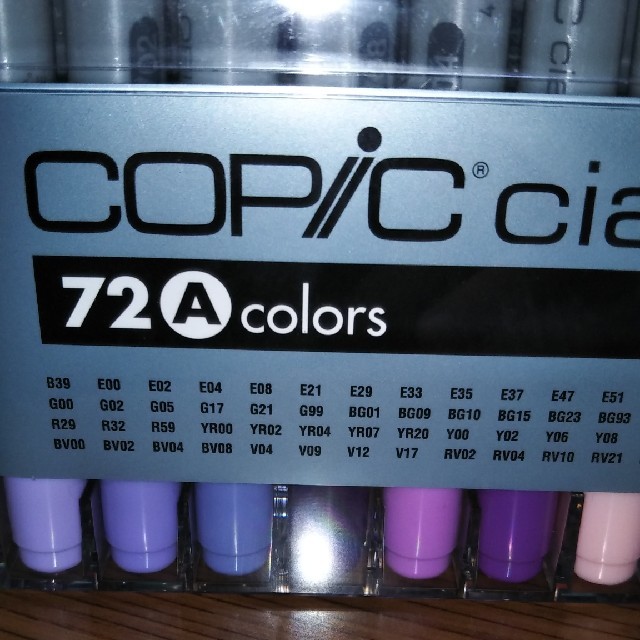 COPIC® cia
72 A colors
B39 E00 E02 E04 E08 E21 E29 E33 E35 E37 E47 E51
G00 G02 G05 G17 G21 G99 BG01 BG09 BG10 BG15 BG23 BG93
R29 R32 R59 YR00 YR02 YR04 YR07 YR20 Y00 Y02 Y06 Y08
BV00 BV02 BV04 BV08 V04 V09 V12 V17 RV02 RV04 RV10 RV21